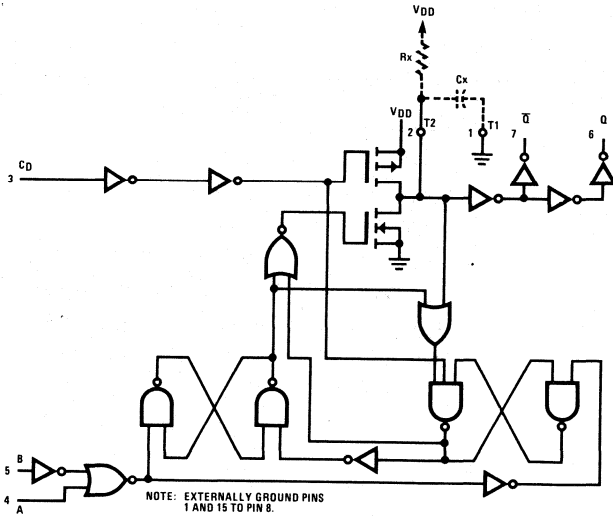 VDD
Rx
Cx
VDD
2 T2
1 T1
Q̅
7
Q
6
3 CD
5 B
4 A
NOTE: EXTERNALLY GROUND PINS
1 AND 15 TO PIN 8.